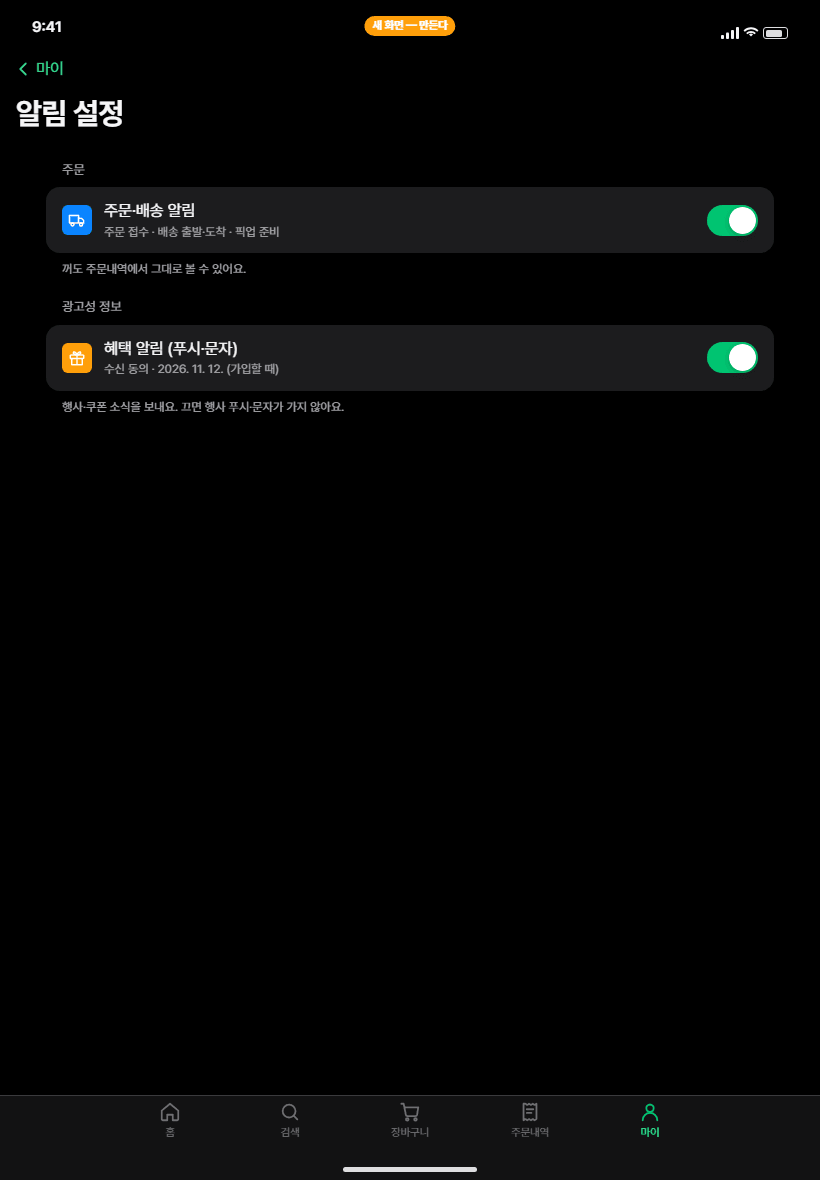 9:41
새 화면 — 만든다
마이
알림 설정
주문
주문·배송 알림
주문 접수 · 배송 출발·도착 · 픽업 준비
꺼도 주문내역에서 그대로 볼 수 있어요.
광고성 정보
혜택 알림 (푸시·문자)
수신 동의 · 2026. 11. 12. (가입할 때)
행사·쿠폰 소식을 보내요. 끄면 행사 푸시·문자가 가지 않아요.
홈
검색
장바구니
주문내역
마이